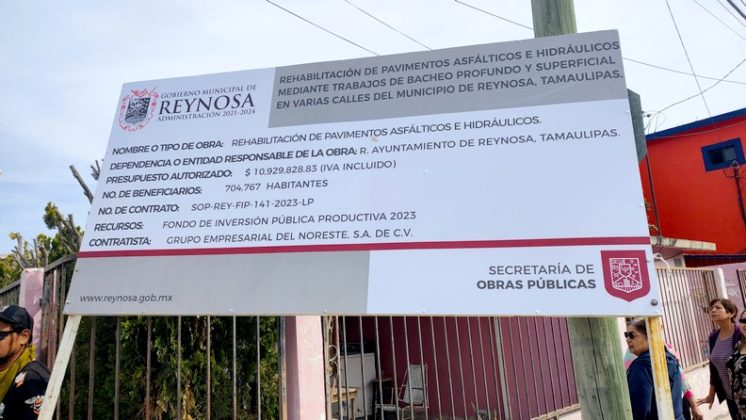 GOBIERNO MUNICIPAL DE
REYNOSA
ADMINISTRACIÓN 2021-2024
REHABILITACIÓN DE PAVIMENTOS ASFÁLTICOS E HIDRÁULICOS
MEDIANTE TRABAJOS DE BACHEO PROFUNDO Y SUPERFICIAL
EN VARIAS CALLES DEL MUNICIPIO DE REYNOSA, TAMAULIPAS.
NOMBRE O TIPO DE OBRA: REHABILITACIÓN DE PAVIMENTOS ASFÁLTICOS E HIDRÁULICOS.
DEPENDENCIA O ENTIDAD RESPONSABLE DE LA OBRA: R. AYUNTAMIENTO DE REYNOSA, TAMAULIPAS.
PRESUPUESTO AUTORIZADO: $ 10,929,828.83 (IVA INCLUIDO)
NO. DE BENEFICIARIOS: 704,767 HABITANTES
NO. DE CONTRATO: SOP-REY-FIP-141-2023-LP
RECURSOS: FONDO DE INVERSIÓN PÚBLICA PRODUCTIVA 2023
CONTRATISTA: GRUPO EMPRESARIAL DEL NORESTE, S.A. DE C.V.
SECRETARÍA DE
OBRAS PÚBLICAS
www.reynosa.gob.mx